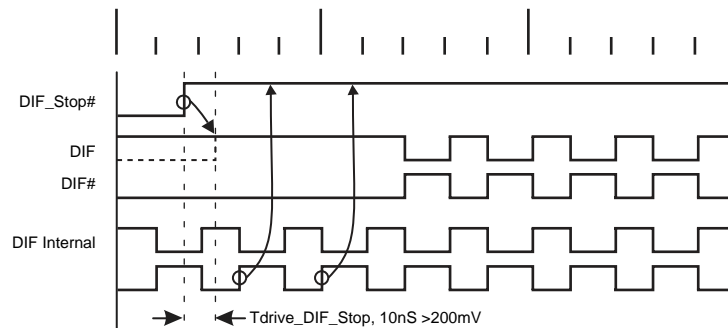 DIF_Stop#
DIF
DIF#
DIF Internal
Tdrive_DIF_Stop, 10nS >200mV